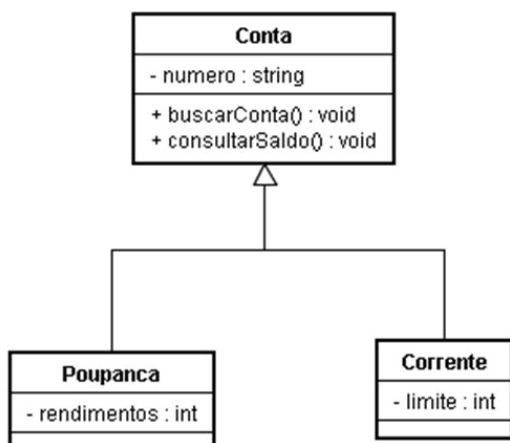 Conta
- numero : string
+ buscarConta() : void
+ consultarSaldo() : void
Poupanca
- rendimentos : int
Corrente
- limite : int